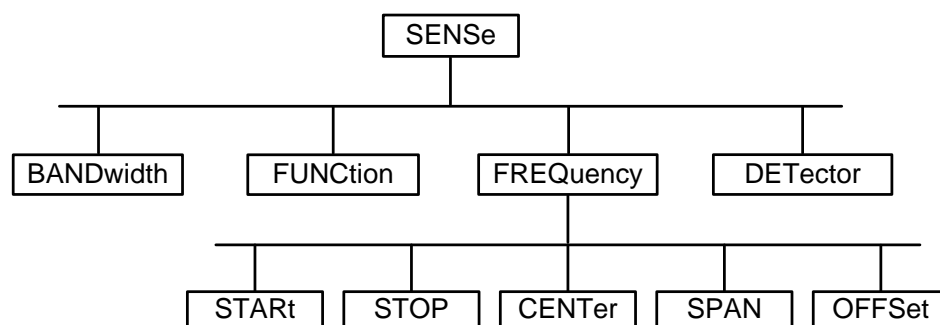 SENSe
BANDwidth FUNCtion FREQuency DETector
STARt STOP CENTer SPAN OFFSet